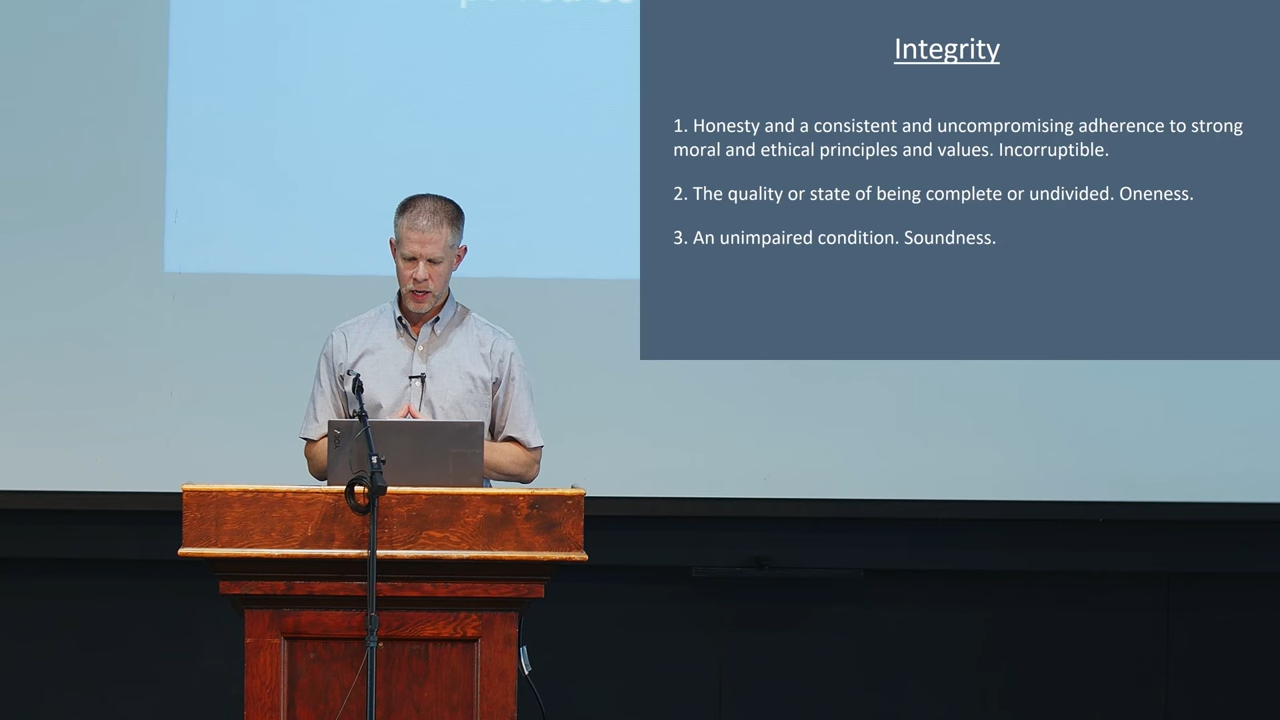 Integrity
1. Honesty and a consistent and uncompromising adherence to strong
moral and ethical principles and values. Incorruptible.
2. The quality or state of being complete or undivided. Oneness.
3. An unimpaired condition. Soundness.